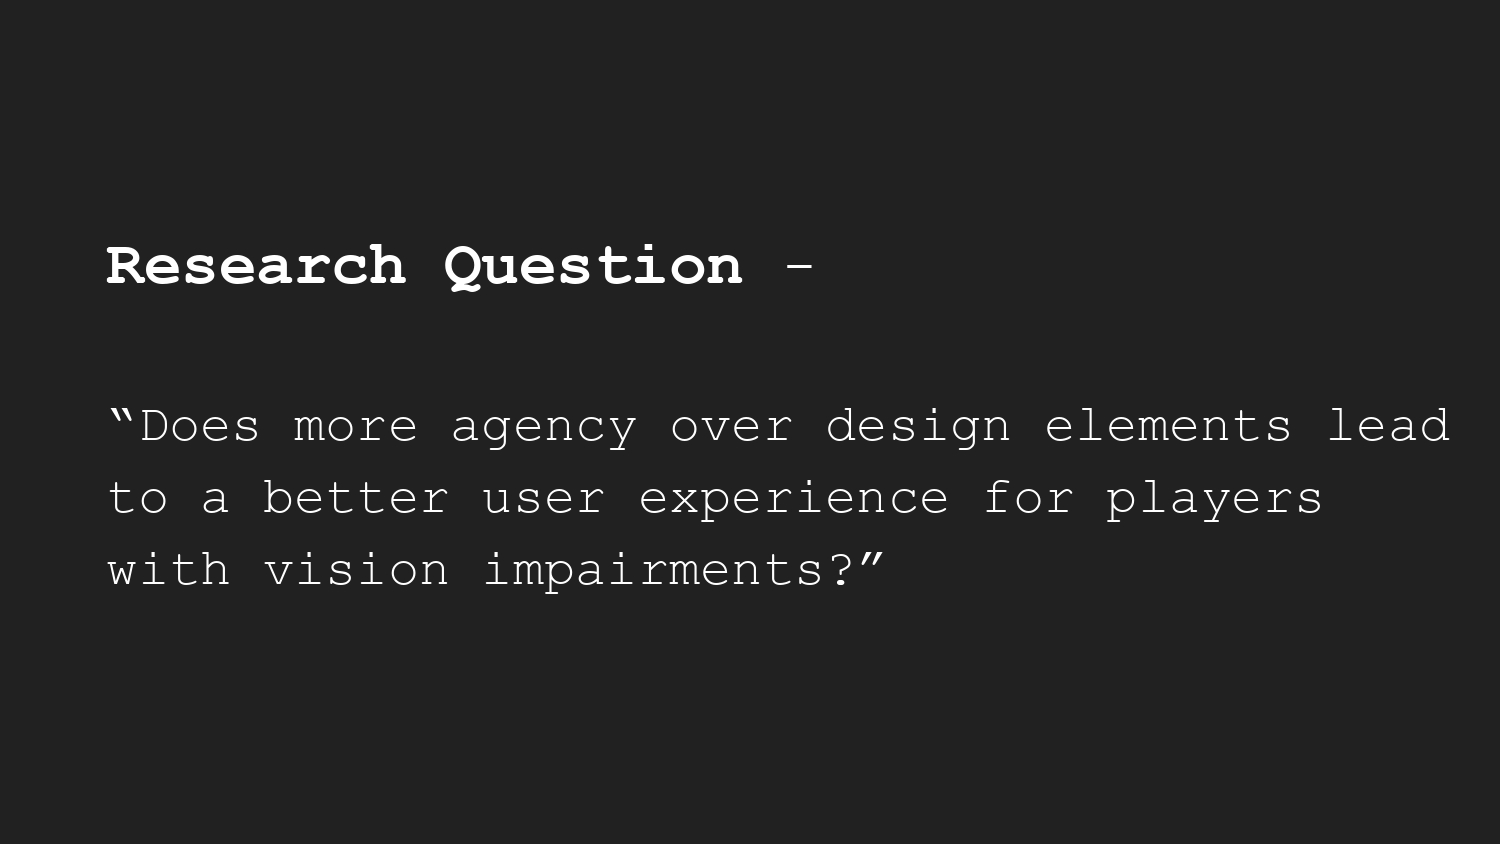 Research Question -
“Does more agency over design elements lead
to a better user experience for players
with vision impairments?”